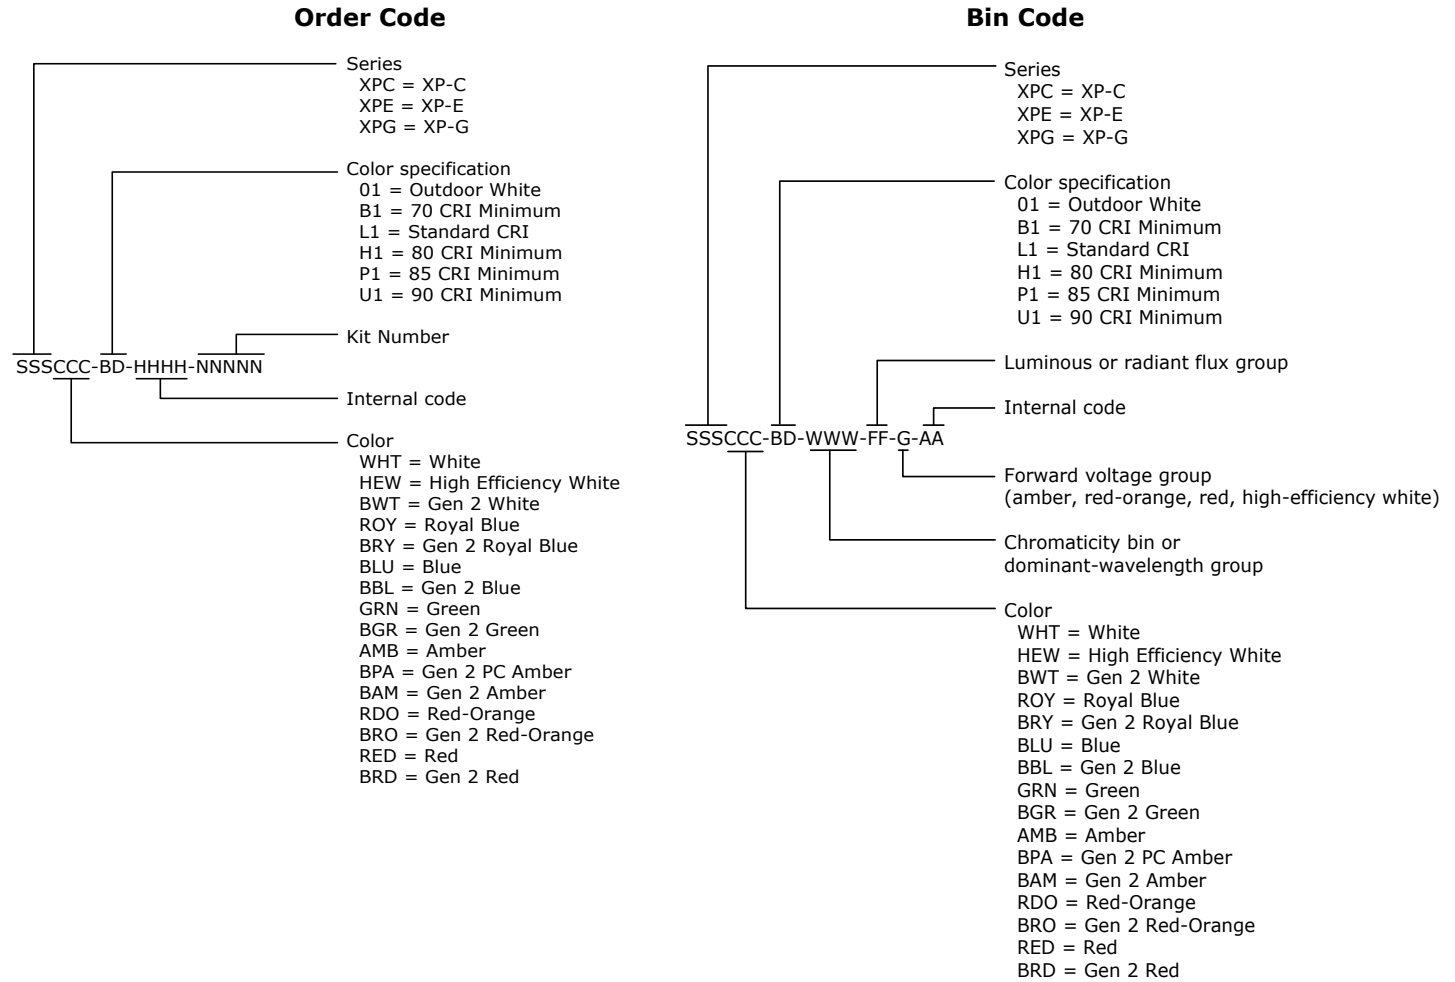 Order Code
Series
XPC = XP-C
XPE = XP-E
XPG = XP-G
Color specification
01 = Outdoor White
B1 = 70 CRI Minimum
L1 = Standard CRI
H1 = 80 CRI Minimum
P1 = 85 CRI Minimum
U1 = 90 CRI Minimum
Kit Number
SSSCCC-BD-HHHH-NNNNN
Internal code
Color
WHT = White
HEW = High Efficiency White
BWT = Gen 2 White
ROY = Royal Blue
BRY = Gen 2 Royal Blue
BLU = Blue
BBL = Gen 2 Blue
GRN = Green
BGR = Gen 2 Green
AMB = Amber
BPA = Gen 2 PC Amber
BAM = Gen 2 Amber
RDO = Red-Orange
BRO = Gen 2 Red-Orange
RED = Red
BRD = Gen 2 Red
Bin Code
Series
XPC = XP-C
XPE = XP-E
XPG = XP-G
Color specification
01 = Outdoor White
B1 = 70 CRI Minimum
L1 = Standard CRI
H1 = 80 CRI Minimum
P1 = 85 CRI Minimum
U1 = 90 CRI Minimum
Luminous or radiant flux group
Internal code
SSSCCC-BD-WWW-FF-G-AA
Forward voltage group
(amber, red-orange, red, high-efficiency white)
Chromaticity bin or
dominant-wavelength group
Color
WHT = White
HEW = High Efficiency White
BWT = Gen 2 White
ROY = Royal Blue
BRY = Gen 2 Royal Blue
BLU = Blue
BBL = Gen 2 Blue
GRN = Green
BGR = Gen 2 Green
AMB = Amber
BPA = Gen 2 PC Amber
BAM = Gen 2 Amber
RDO = Red-Orange
BRO = Gen 2 Red-Orange
RED = Red
BRD = Gen 2 Red